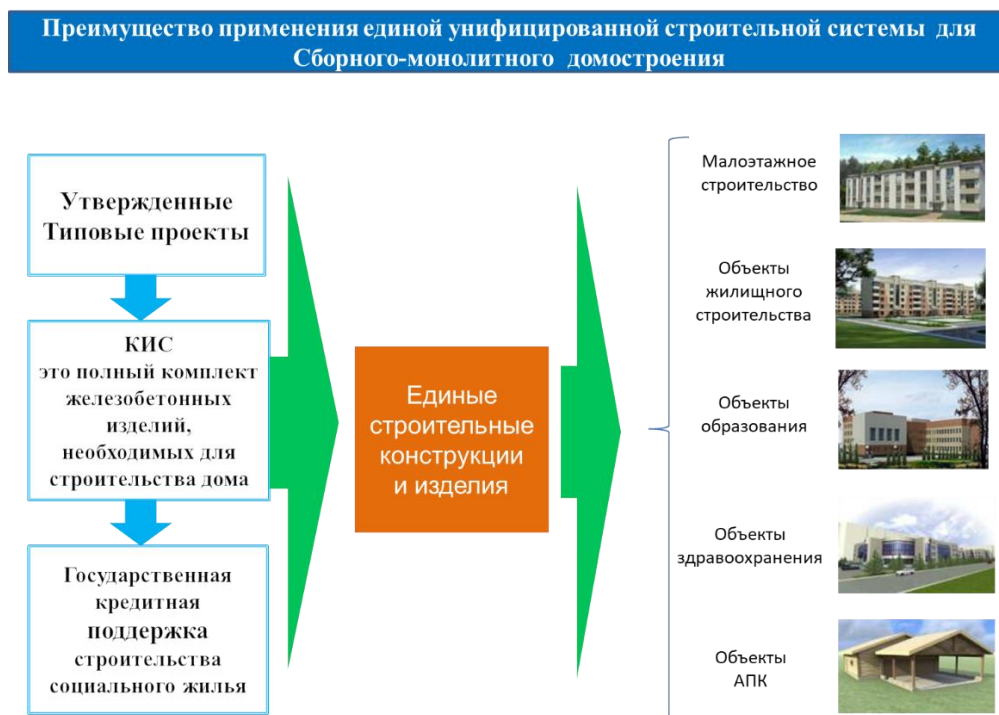 Преимущество применения единой унифицированной строительной системы для
Сборного-монолитного домостроения
Утвержденные
Типовые проекты
КИС
это полный комплект
железобетонных
изделий,
необходимых для
строительства дома
Государственная
кредитная
поддержка
строительства
социального жилья
Единые
строительные
конструкции
и изделия
Малоэтажное
строительство
Объекты
жилищного
строительства
Объекты
образования
Объекты
здравоохранения
Объекты
АПК